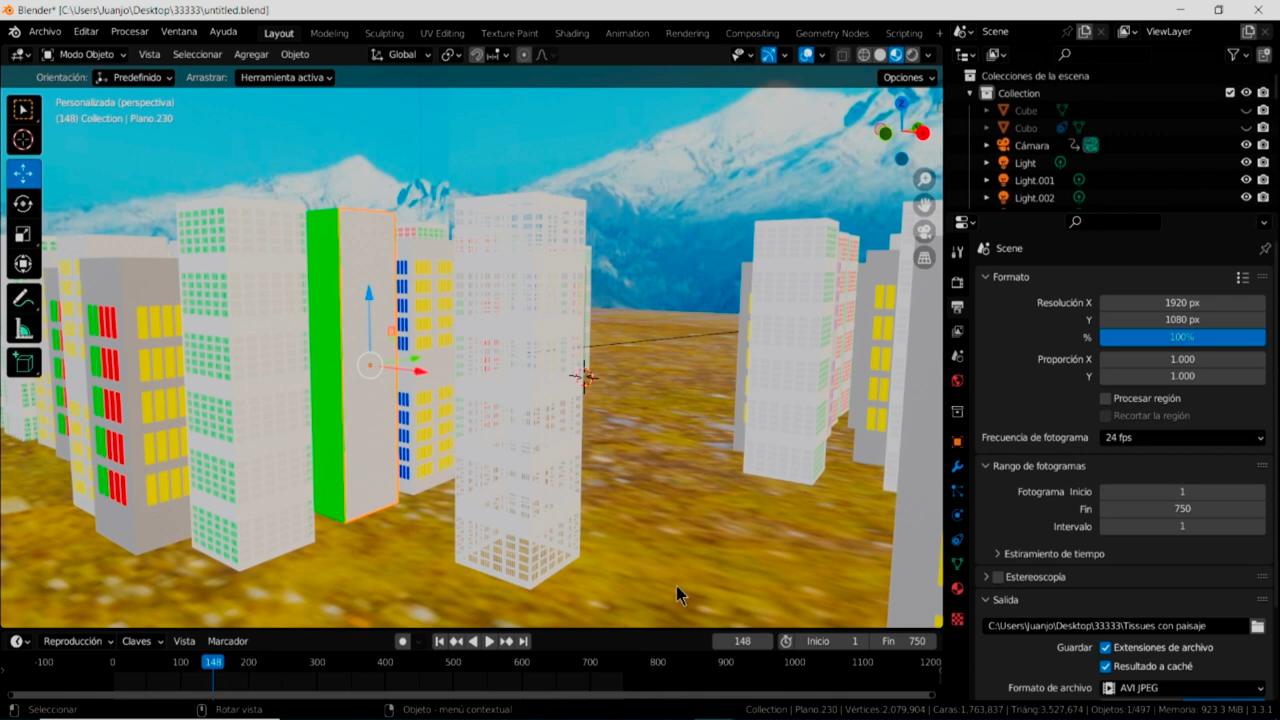 Blender* [C:\Users\Juanjo\Desktop\33333\untitled.blend]
Archivo Editar Procesar Ventana Ayuda Layout Modeling Sculpting UV Editing Texture Paint Shading Animation Rendering Compositing Geometry Nodes Scripting Scene ViewLayer
Modo Objeto Vista Seleccionar Agregar Objeto Global
Orientación: Predefinido Arrastrar: Herramienta activa Opciones
Personalizada (perspectiva)
(148) Collection | Plano.230
Z
Colecciones de la escena
Collection
Cube
Cubo
Cámara
Light
Light.001
Light.002
Scene
Formato
Resolución X 1920 px
Y 1080 px
% 100%
Proporción X 1.000
Y 1.000
Procesar región
Recortar la región
Frecuencia de fotograma 24 fps
Rango de fotogramas
Fotograma Inicio 1
Fin 750
Intervalo 1
Estiramiento de tiempo
Estereoscopía
Salida
C:\Users\Juanjo\Desktop\33333\Tissues con paisaje
Guardar Extensiones de archivo
Resultado a caché
Formato de archivo AVI JPEG
Reproducción Claves Vista Marcador 148 Inicio 1 Fin 750
-100 0 100 148 200 300 400 500 600 700 800 900 1000 1100 1200
Seleccionar Rotar vista Objeto - menú contextual Collection | Plano.230 | Vértices:2,079,904 | Caras:1,763,837 | Triáng:3,527,674 | Objetos:1/497 | Memoria: 923.3 MiB | 3.3.1